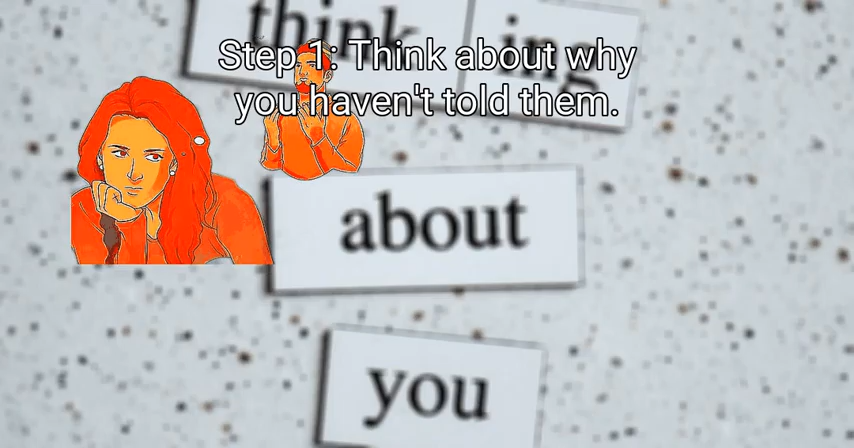 think ing
Step 1: Think about why
you haven't told them.
about
you